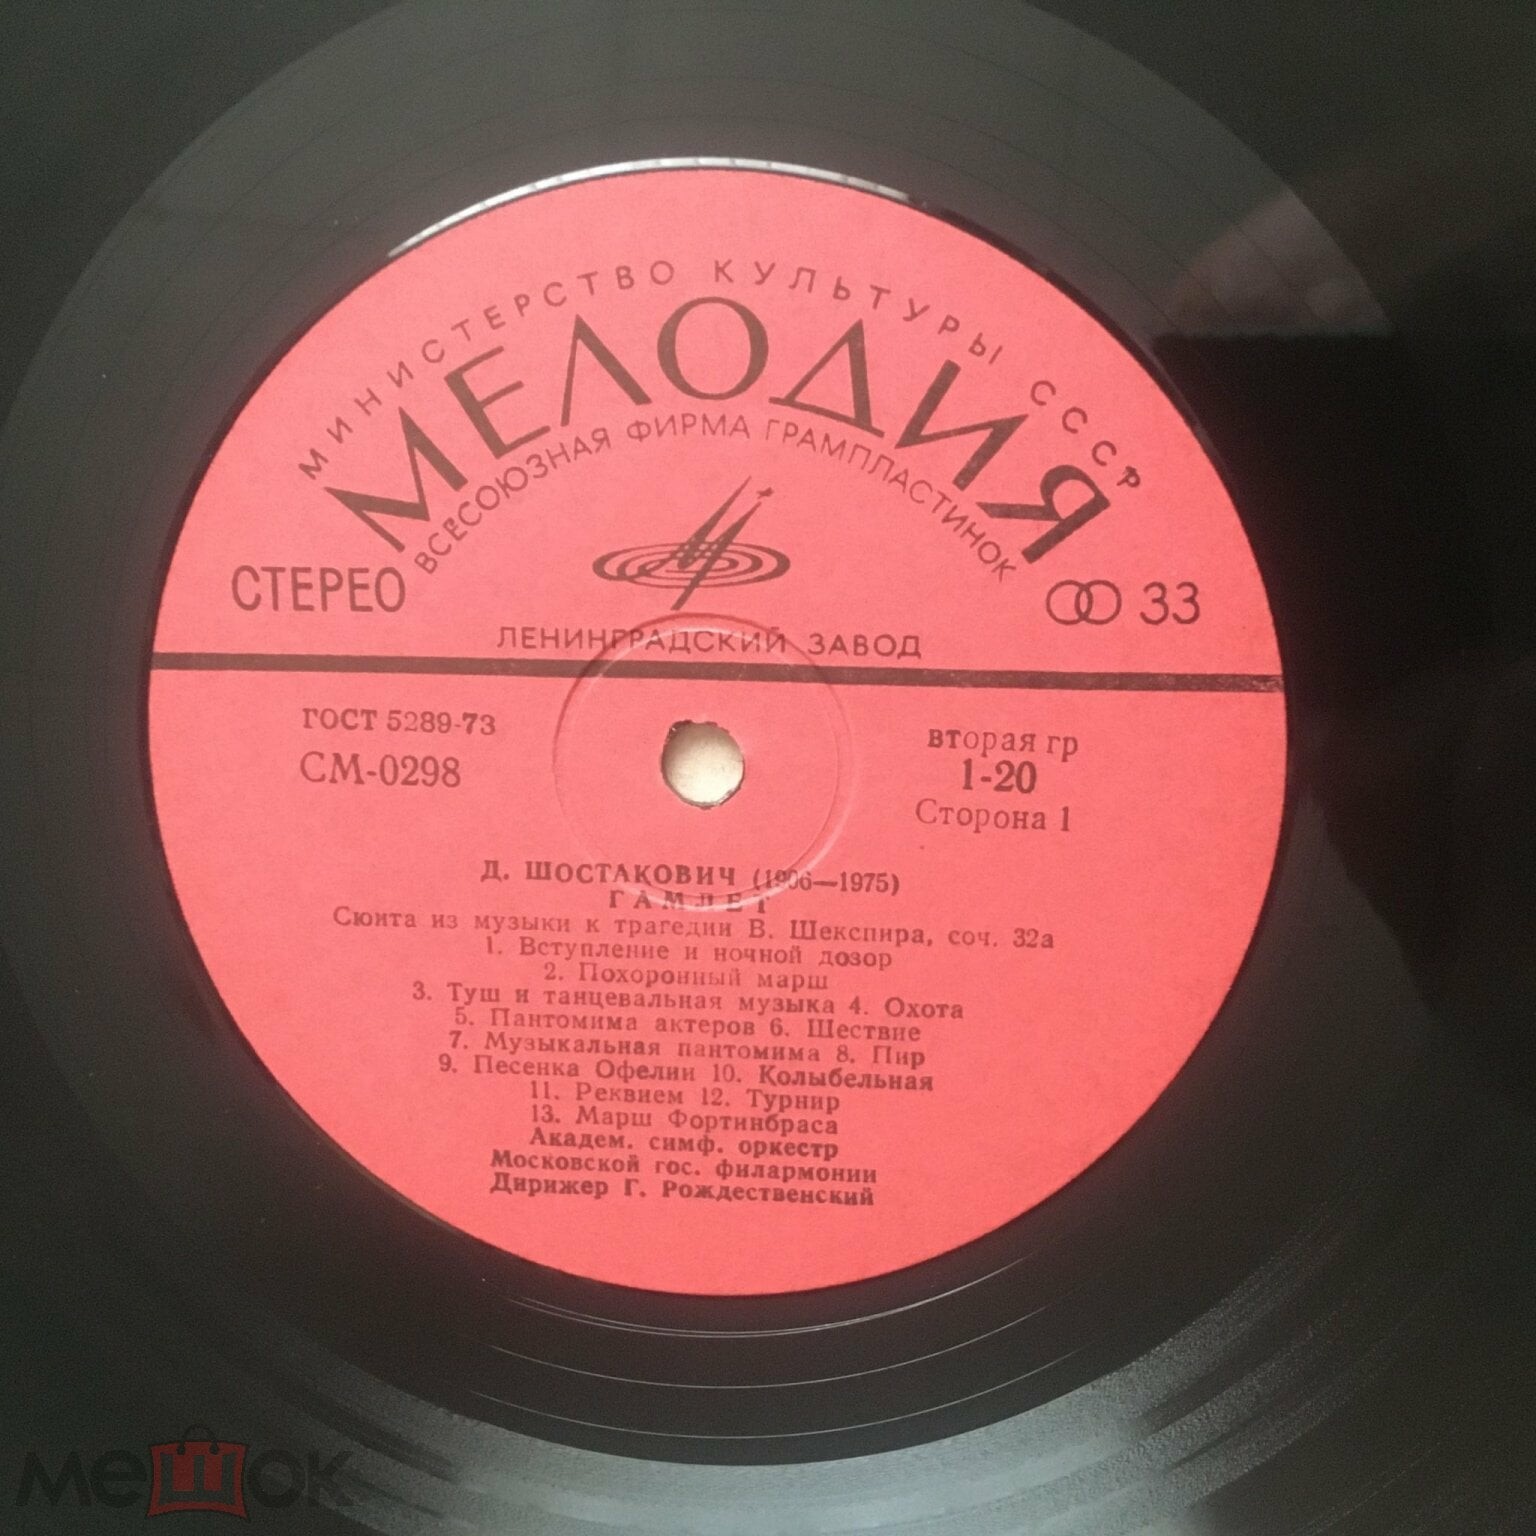 МИНИСТЕРСТВО КУЛЬТУРЫ СССР
МЕЛОДИЯ
ВСЕСОЮЗНАЯ ФИРМА ГРАМПЛАСТИНОК
СТЕРЕО
33
ЛЕНИНГРАДСКИЙ ЗАВОД
ГОСТ 5289-73
СМ-0298
вторая гр
1-20
Сторона 1
Д. ШОСТАКОВИЧ (1906—1975)
ГАМЛЕТ
Сюита из музыки к трагедии В. Шекспира, соч. 32а
1. Вступление и ночной дозор
2. Похоронный марш
3. Туш и танцевальная музыка 4. Охота
5. Пантомима актеров 6. Шествие
7. Музыкальная пантомима 8. Пир
9. Песенка Офелии 10. Колыбельная
11. Реквием 12. Турнир
13. Марш Фортинбраса
Академ. симф. оркестр
Московской гос. филармонии
Дирижер Г. Рождественский
мешок